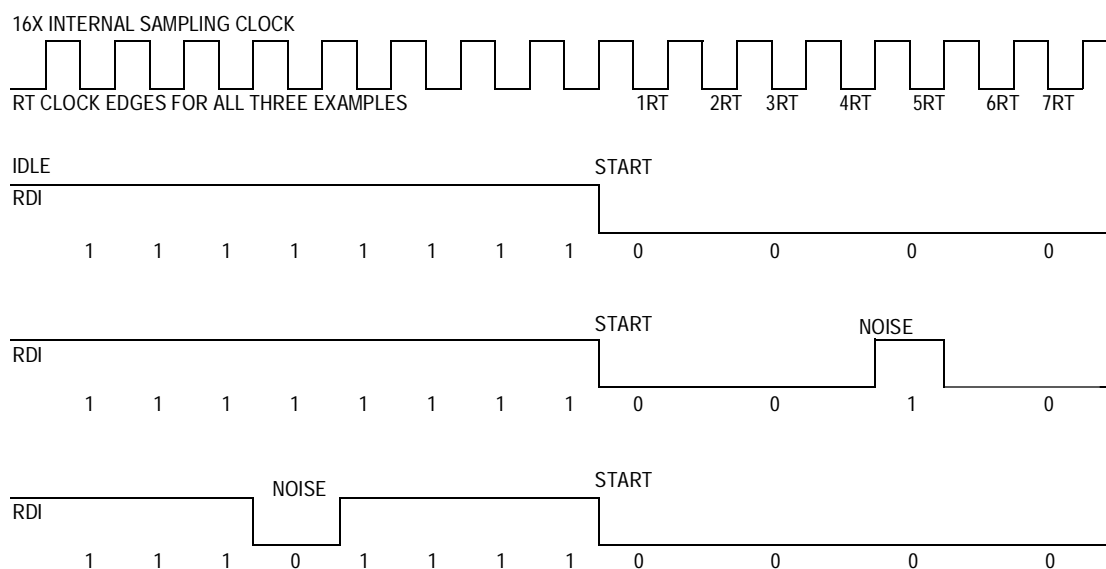 16X INTERNAL SAMPLING CLOCK
RT CLOCK EDGES FOR ALL THREE EXAMPLES 1RT 2RT 3RT 4RT 5RT 6RT 7RT
IDLE START
RDI
1 1 1 1 1 1 1 1 0 0 0 0
START NOISE
RDI
1 1 1 1 1 1 1 1 0 0 1 0
NOISE START
RDI
1 1 1 0 1 1 1 1 0 0 0 0